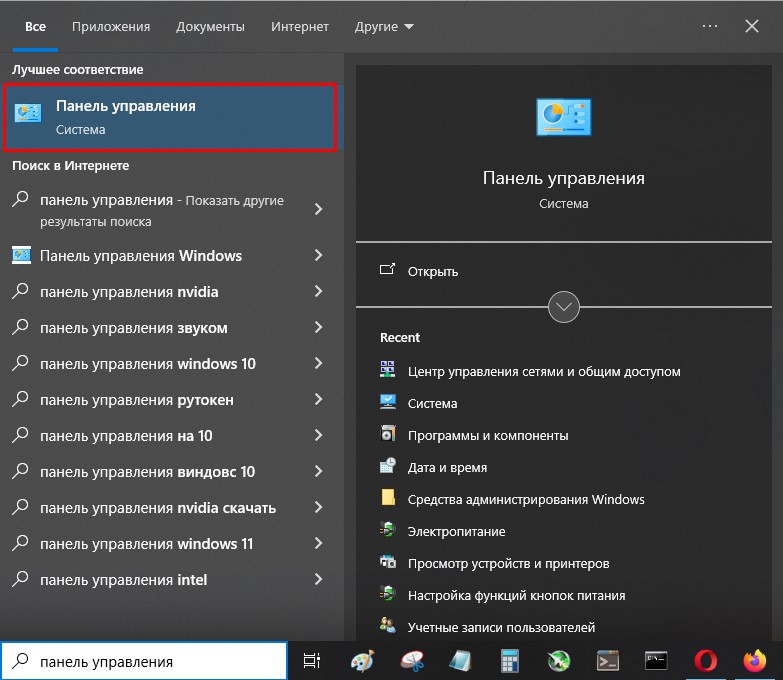 Все Приложения Документы Интернет Другие
Лучшее соответствие
Панель управления
Система
Поиск в Интернете
панель управления - Показать другие
результаты поиска
Панель управления Windows
панель управления nvidia
панель управления звуком
панель управления windows 10
панель управления рутокен
панель управления на 10
панель управления виндовс 10
панель управления nvidia скачать
панель управления windows 11
панель управления intel
Панель управления
Система
Открыть
Recent
Центр управления сетями и общим доступом
Система
Программы и компоненты
Дата и время
Средства администрирования Windows
Электропитание
Просмотр устройств и принтеров
Настройка функций кнопок питания
Учетные записи пользователей
панель управления